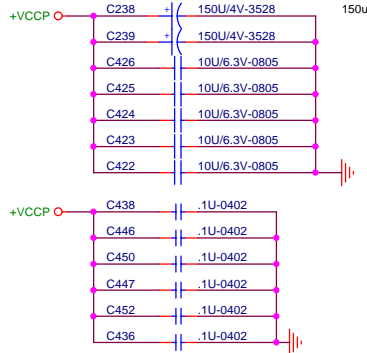 +VCCP C238 + 150U/4V-3528 150u
C239 + 150U/4V-3528
C426 10U/6.3V-0805
C425 10U/6.3V-0805
C424 10U/6.3V-0805
C423 10U/6.3V-0805
C422 10U/6.3V-0805
+VCCP C438 .1U-0402
C446 .1U-0402
C450 .1U-0402
C447 .1U-0402
C452 .1U-0402
C436 .1U-0402